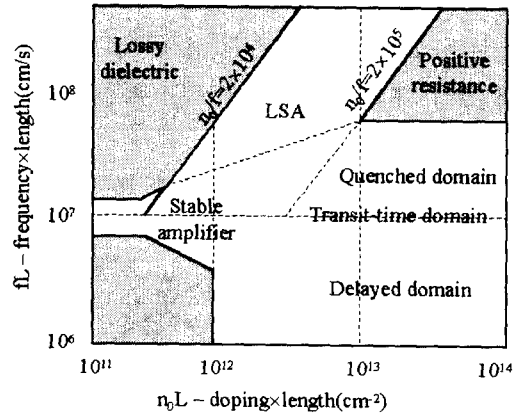 Lossy
dielectric
n₀/f=2×10⁴
n₀/f=2×10⁵
Positive
resistance
LSA
Quenched domain
Stable
amplifier
Transit-time domain
Delayed domain
10⁸
10⁷
10⁶
fL – frequency×length(cm/s)
10¹¹
10¹²
10¹³
10¹⁴
n₀L – doping×length(cm⁻²)